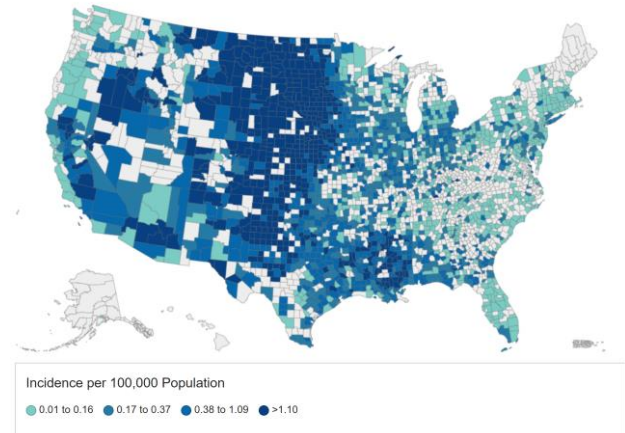 Incidence per 100,000 Population
0.01 to 0.16 0.17 to 0.37 0.38 to 1.09 >1.10